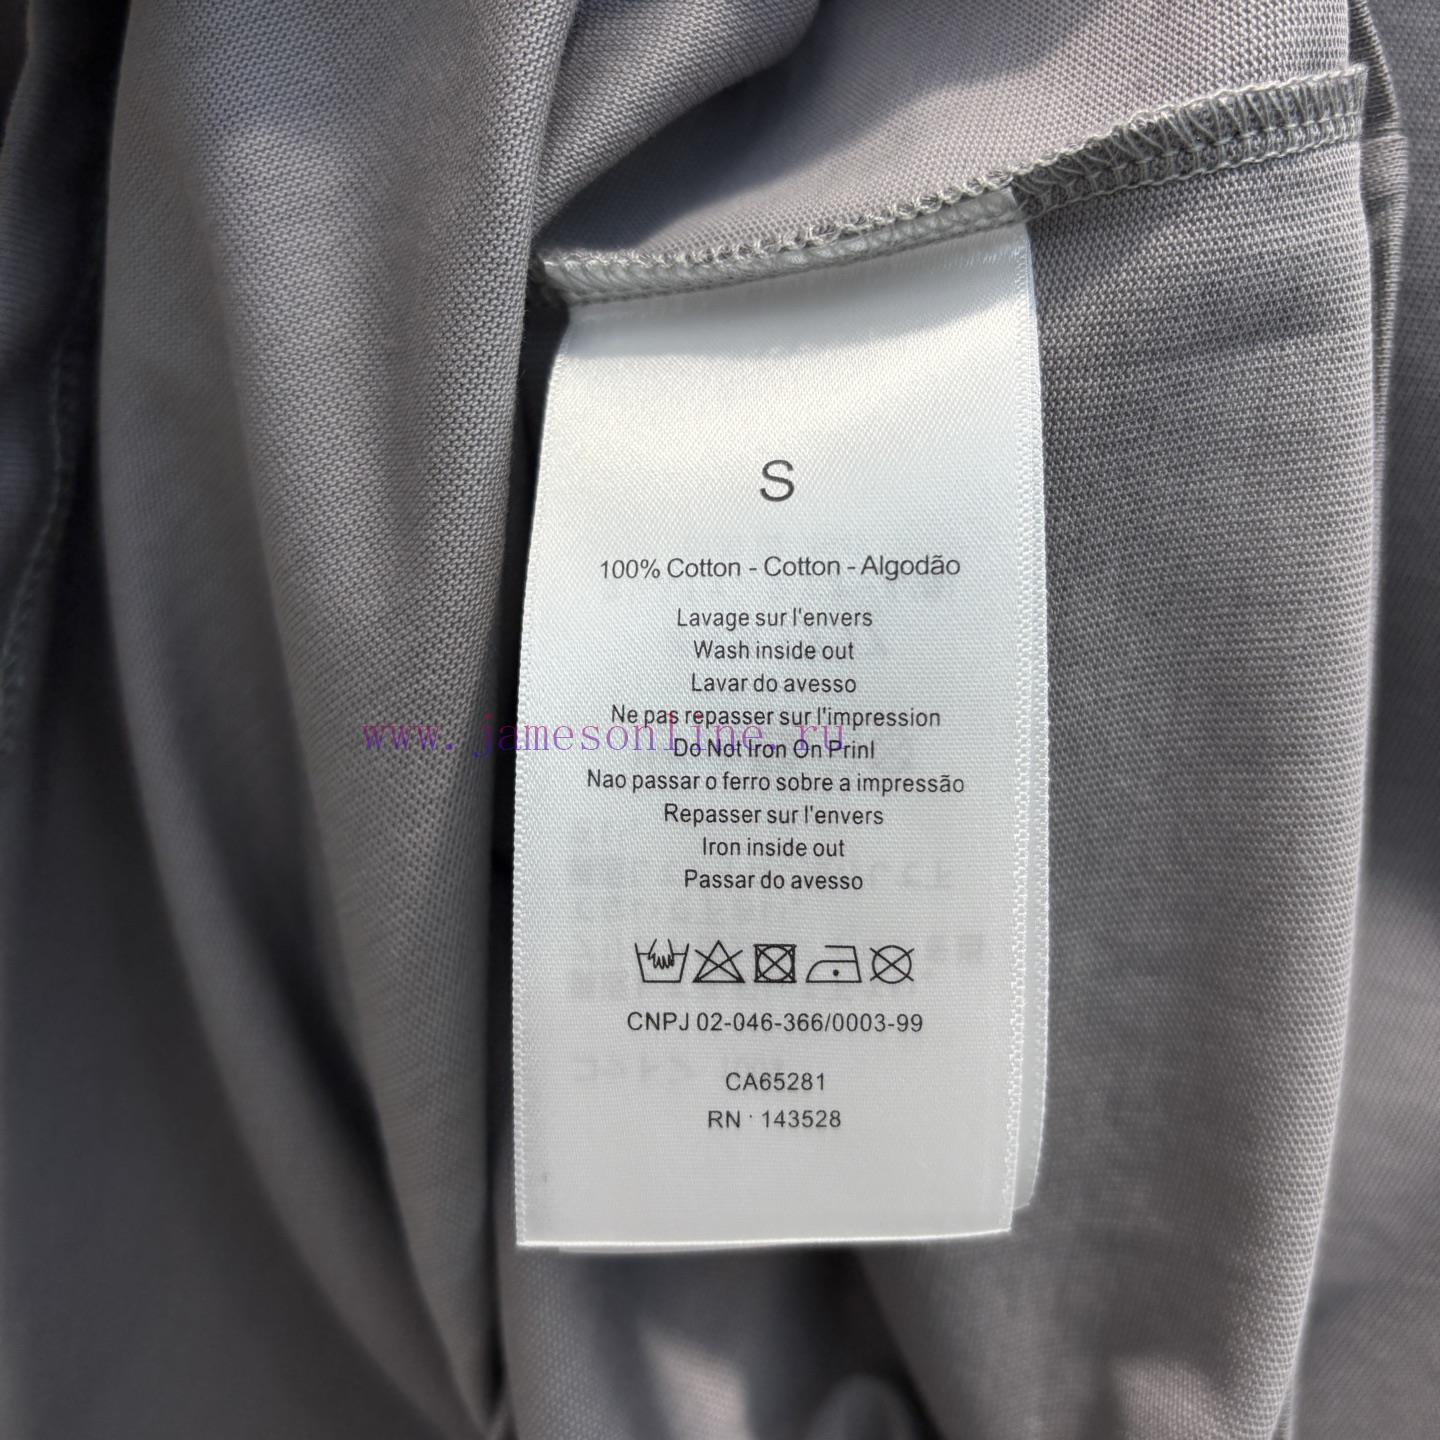 S
100% Cotton - Cotton - Algodão
Lavage sur l'envers
Wash inside out
Lavar do avesso
Ne pas repasser sur l'impression
www.jamesonline.ru
Do Not Iron On Prinl
Nao passar o ferro sobre a impressão
Repasser sur l'envers
Iron inside out
Passar do avesso
CNPJ 02-046-366/0003-99
CA65281
RN · 143528